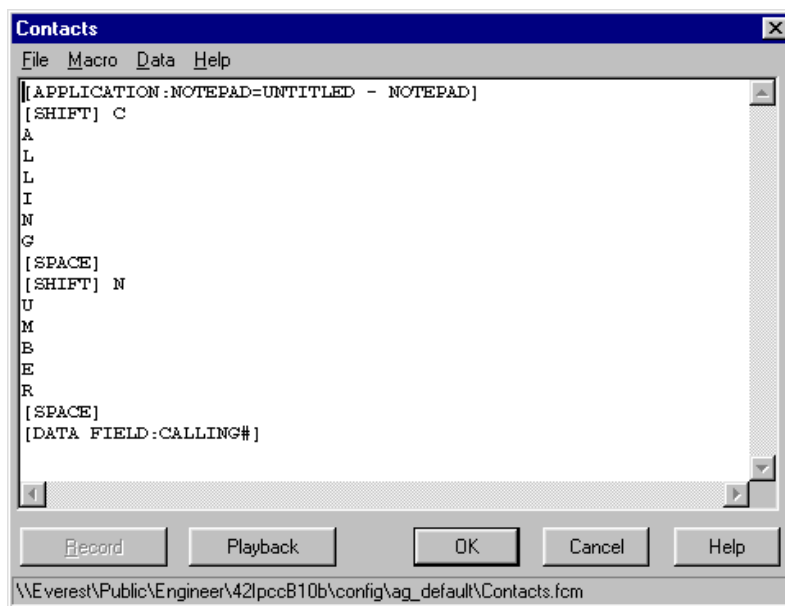 Contacts
File Macro Data Help
[APPLICATION:NOTEPAD=UNTITLED - NOTEPAD]
[SHIFT] C
A
L
L
I
N
G
[SPACE]
[SHIFT] N
U
M
B
E
R
[SPACE]
[DATA FIELD:CALLING#]
Record Playback OK Cancel Help
\\Everest\Public\Engineer\42IpccB10b\config\ag_default\Contacts.fcm